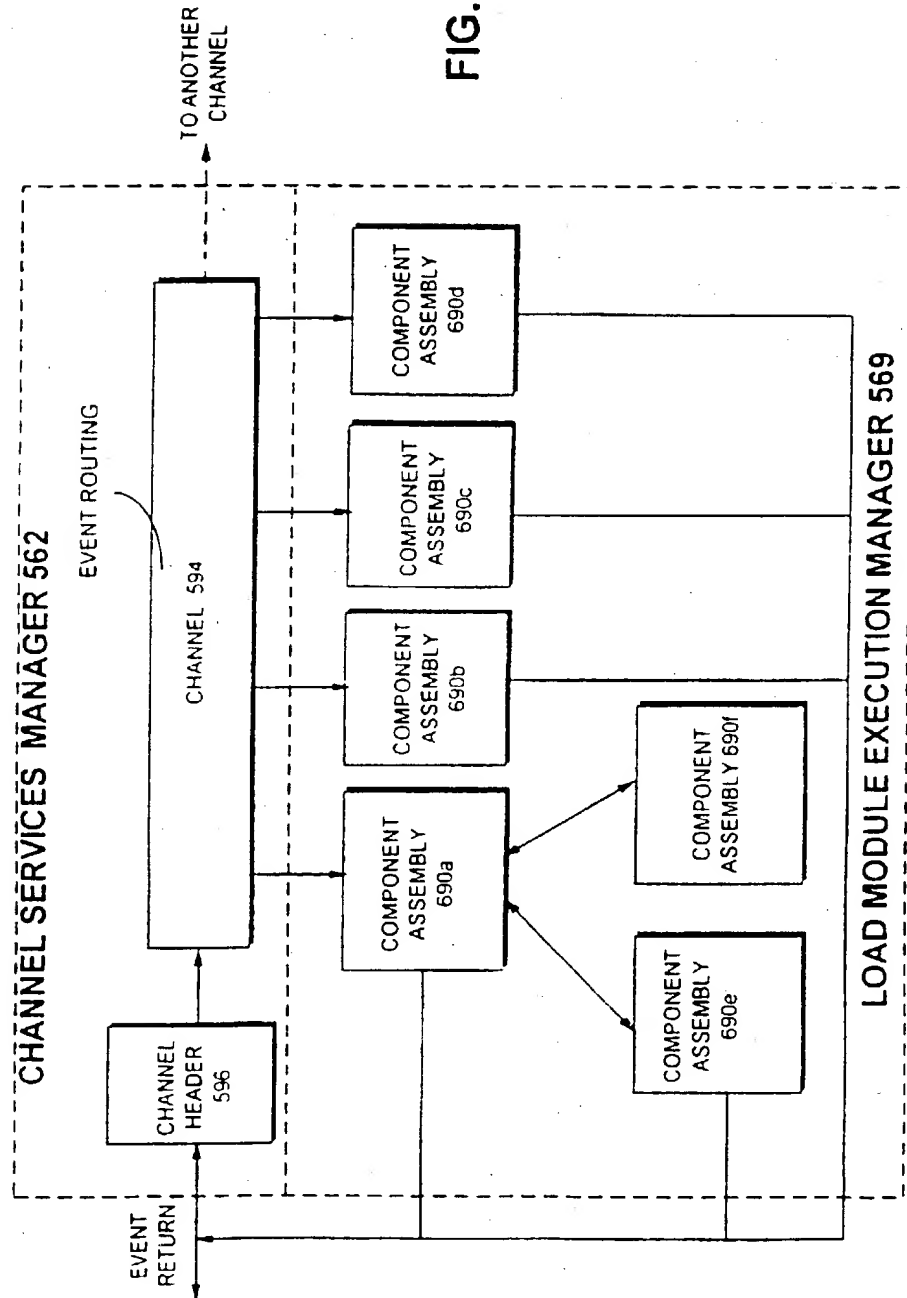 CHANNEL SERVICES MANAGER 562
EVENT ROUTING
TO ANOTHER
CHANNEL
EVENT
RETURN
CHANNEL
HEADER
596
CHANNEL 594
COMPONENT
ASSEMBLY
690a
COMPONENT
ASSEMBLY
690b
COMPONENT
ASSEMBLY
690c
COMPONENT
ASSEMBLY
690d
COMPONENT
ASSEMBLY
690e
COMPONENT
ASSEMBLY 690f
LOAD MODULE EXECUTION MANAGER 569
FIG.